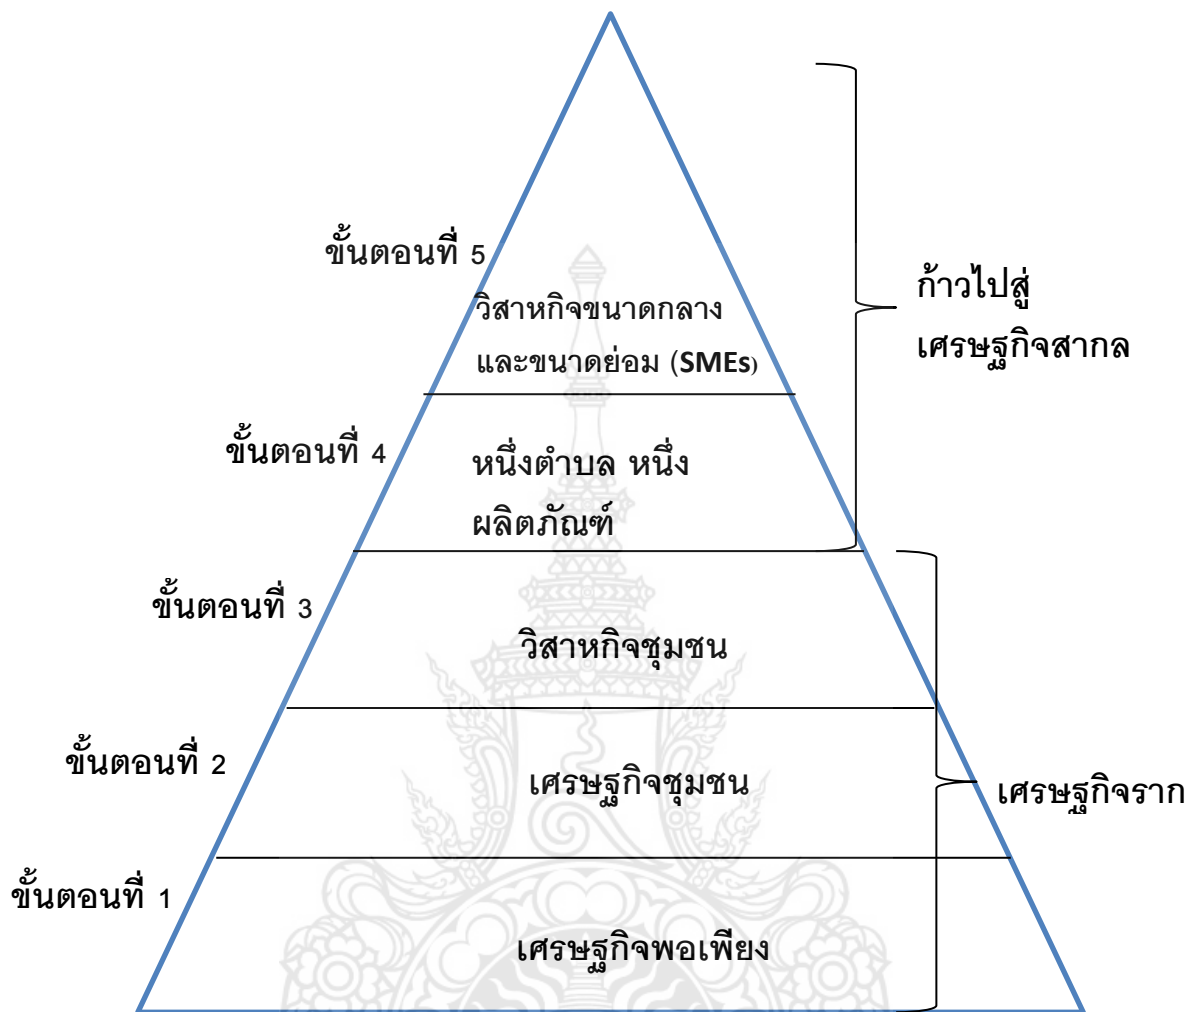 ขั้นตอนที่ 5
วิสาหกิจขนาดกลาง
และขนาดย่อม (SMEs)
ก้าวไปสู่
เศรษฐกิจสากล
ขั้นตอนที่ 4
หนึ่งตำบล หนึ่ง
ผลิตภัณฑ์
ขั้นตอนที่ 3
วิสาหกิจชุมชน
ขั้นตอนที่ 2
เศรษฐกิจชุมชน
เศรษฐกิจราก
ขั้นตอนที่ 1
เศรษฐกิจพอเพียง